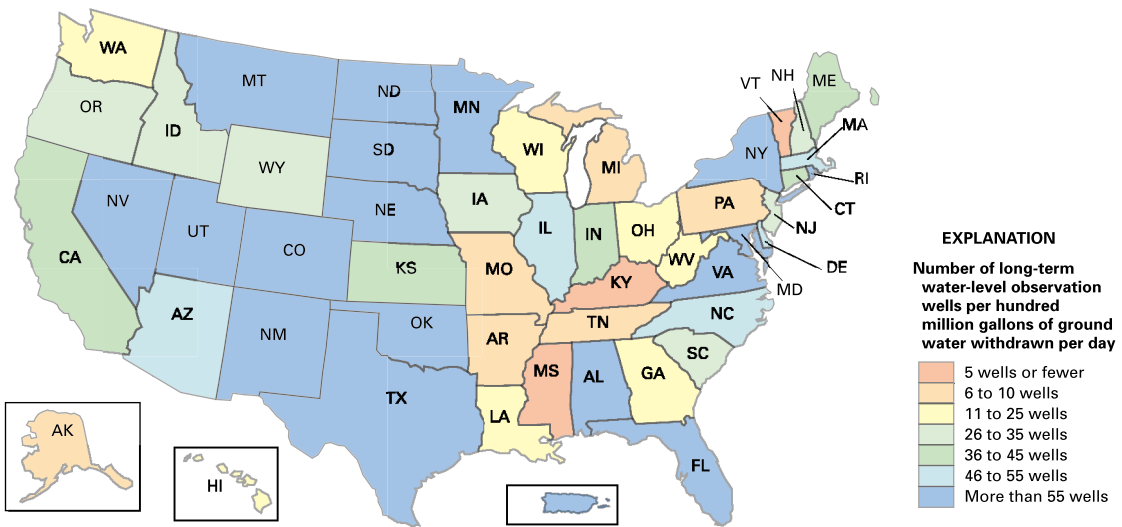 WA
MT
ND
MN
VT
NH
ME
OR
ID
SD
WI
MI
NY
MA
WY
RI
NV
UT
NE
IA
PA
CT
CA
CO
KS
IL
IN
OH
NJ
WV
VA
DE
MD
AZ
NM
OK
MO
KY
NC
TN
AR
SC
TX
LA
MS
AL
GA
FL
AK
HI
EXPLANATION
Number of long-term
water-level observation
wells per hundred
million gallons of ground
water withdrawn per day
5 wells or fewer
6 to 10 wells
11 to 25 wells
26 to 35 wells
36 to 45 wells
46 to 55 wells
More than 55 wells